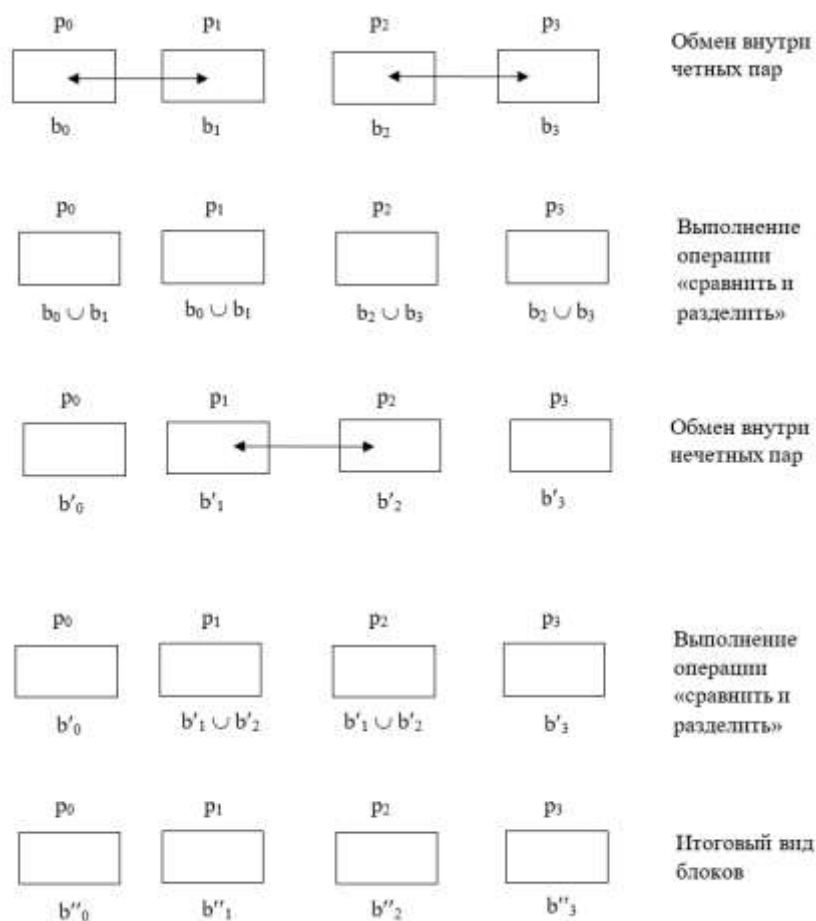 p₀ p₁ p₂ p₃
Обмен внутри
четных пар
b₀ b₁ b₂ b₃
p₀ p₁ p₂ p₃
Выполнение
операции
«сравнить и
разделить»
b₀ ∪ b₁ b₀ ∪ b₁ b₂ ∪ b₃ b₂ ∪ b₃
p₀ p₁ p₂ p₃
Обмен внутри
нечетных пар
b′₀ b′₁ b′₂ b′₃
p₀ p₁ p₂ p₃
Выполнение
операции
«сравнить и
разделить»
b′₀ b′₁ ∪ b′₂ b′₁ ∪ b′₂ b′₃
p₀ p₁ p₂ p₃
Итоговый вид
блоков
b″₀ b″₁ b″₂ b″₃